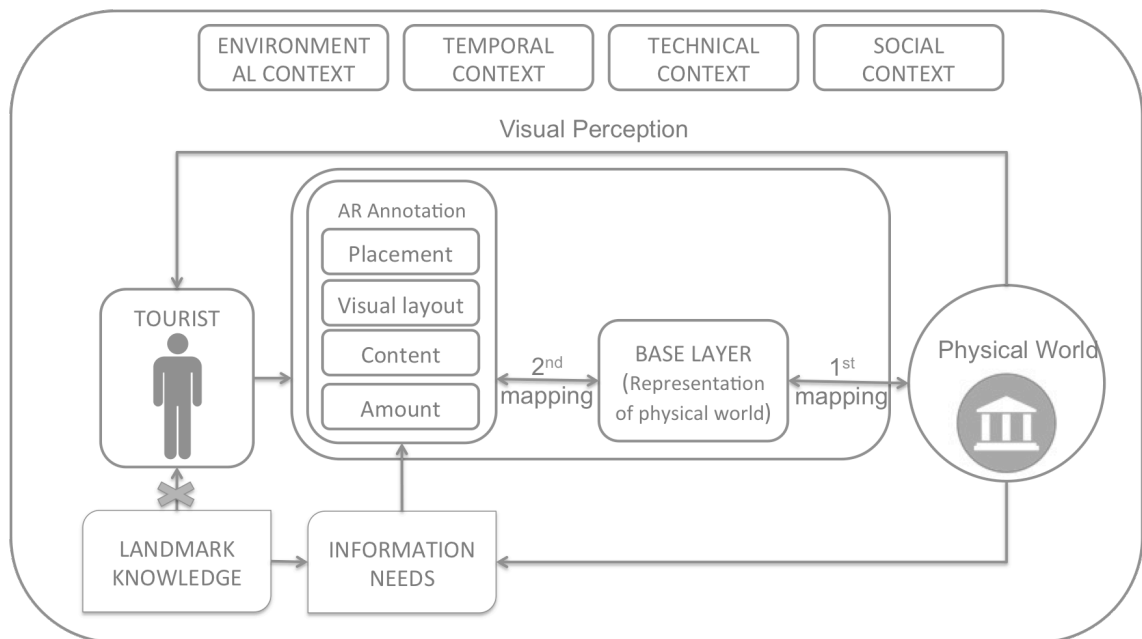 ENVIRONMENT
AL CONTEXT
TEMPORAL
CONTEXT
TECHNICAL
CONTEXT
SOCIAL
CONTEXT
Visual Perception
AR Annotation
Placement
Visual layout
Content
Amount
TOURIST
2nd
mapping
BASE LAYER
(Representation
of physical world)
1st
mapping
Physical World
LANDMARK
KNOWLEDGE
INFORMATION
NEEDS